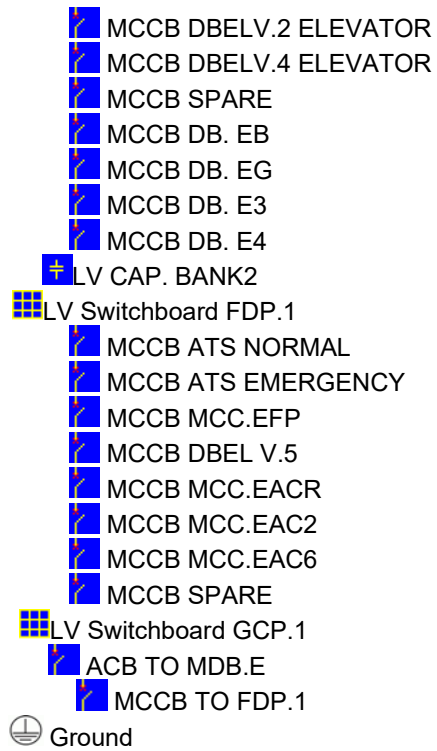 MCCB DBELV.2 ELEVATOR
MCCB DBELV.4 ELEVATOR
MCCB SPARE
MCCB DB. EB
MCCB DB. EG
MCCB DB. E3
MCCB DB. E4
LV CAP. BANK2
LV Switchboard FDP.1
MCCB ATS NORMAL
MCCB ATS EMERGENCY
MCCB MCC.EFP
MCCB DBEL V.5
MCCB MCC.EACR
MCCB MCC.EAC2
MCCB MCC.EAC6
MCCB SPARE
LV Switchboard GCP.1
ACB TO MDB.E
MCCB TO FDP.1
Ground